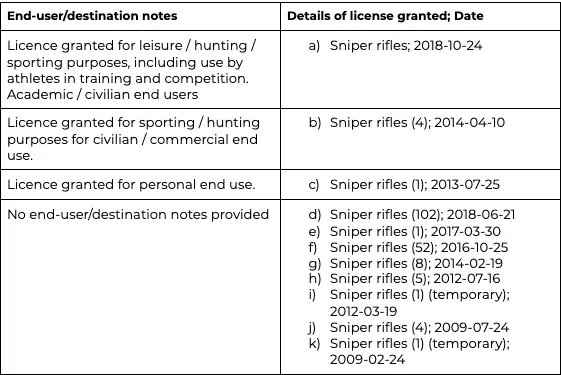 End-user/destination notes
Details of license granted; Date
Licence granted for leisure / hunting /
sporting purposes, including use by
athletes in training and competition.
Academic / civilian end users
a) Sniper rifles; 2018-10-24
Licence granted for sporting / hunting
purposes for civilian / commercial end
use.
b) Sniper rifles (4); 2014-04-10
Licence granted for personal end use.
c) Sniper rifles (1); 2013-07-25
No end-user/destination notes provided
d) Sniper rifles (102); 2018-06-21
e) Sniper rifles (1); 2017-03-30
f) Sniper rifles (52); 2016-10-25
g) Sniper rifles (8); 2014-02-19
h) Sniper rifles (5); 2012-07-16
i) Sniper rifles (1) (temporary);
2012-03-19
j) Sniper rifles (4); 2009-07-24
k) Sniper rifles (1) (temporary);
2009-02-24